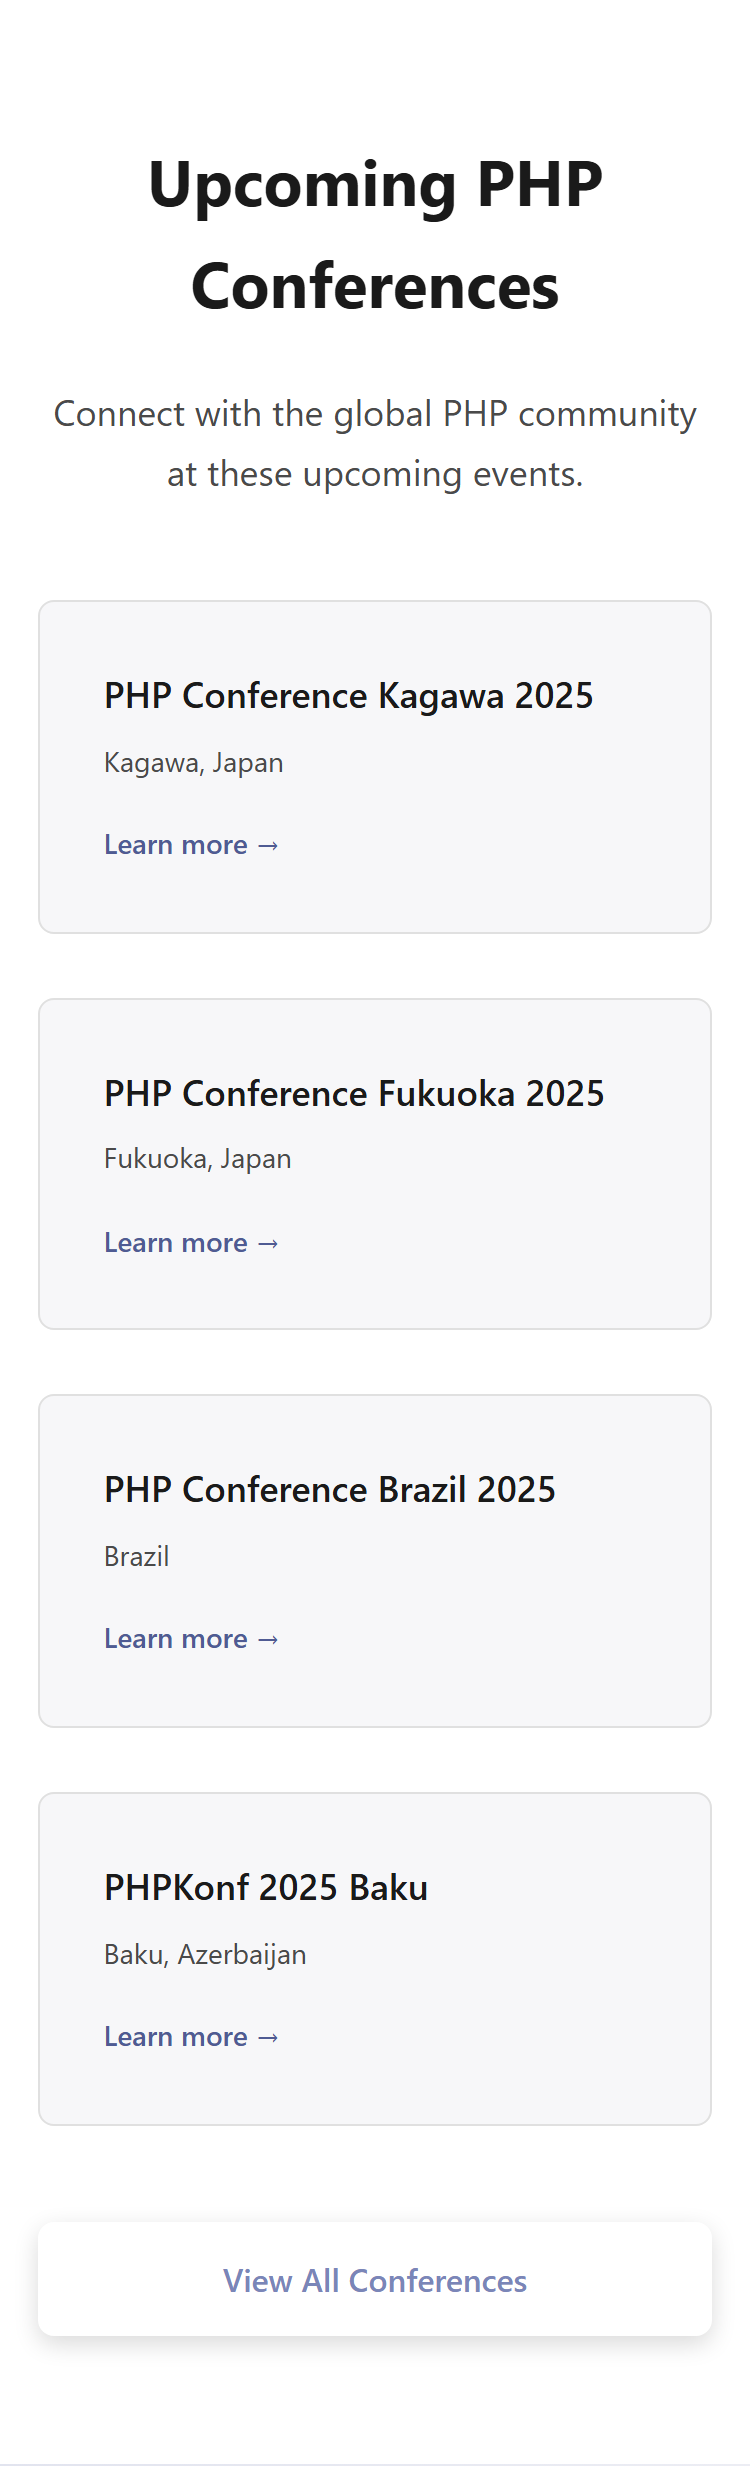 Upcoming PHP
Conferences
Connect with the global PHP community
at these upcoming events.
PHP Conference Kagawa 2025
Kagawa, Japan
Learn more →
PHP Conference Fukuoka 2025
Fukuoka, Japan
Learn more →
PHP Conference Brazil 2025
Brazil
Learn more →
PHPKonf 2025 Baku
Baku, Azerbaijan
Learn more →
View All Conferences